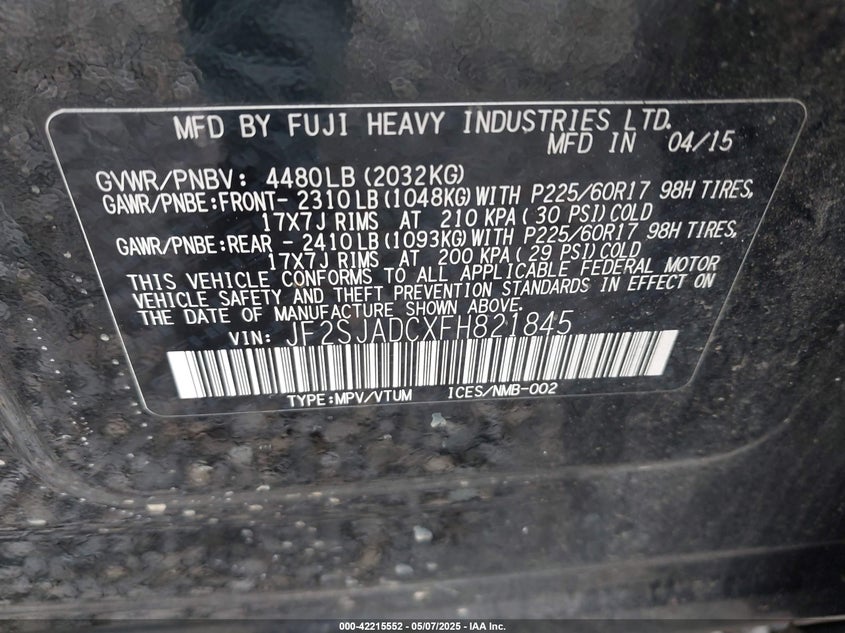 MFD BY FUJI HEAVY INDUSTRIES LTD.
MFD IN 04/15
GVWR/PNBV: 4480LB (2032KG)
GAWR/PNBE:FRONT- 2310LB (1048KG) WITH P225/60R17 98H TIRES,
17X7J RIMS AT 210 KPA ( 30 PSI) COLD
GAWR/PNBE:REAR - 2410LB (1093KG) WITH P225/60R17 98H TIRES,
17X7J RIMS AT 200 KPA ( 29 PSI) COLD
THIS VEHICLE CONFORMS TO ALL APPLICABLE FEDERAL MOTOR
VEHICLE SAFETY AND THEFT PREVENTION STANDARDS IN EFFECT ON
THE DATE OF MANUFACTURE SHOWN ABOVE.
VIN: JF2SJADCXFH821845
TYPE:MPV/VTUM ICES/NMB-002
000-42215552 - 05/07/2025 - IAA Inc.